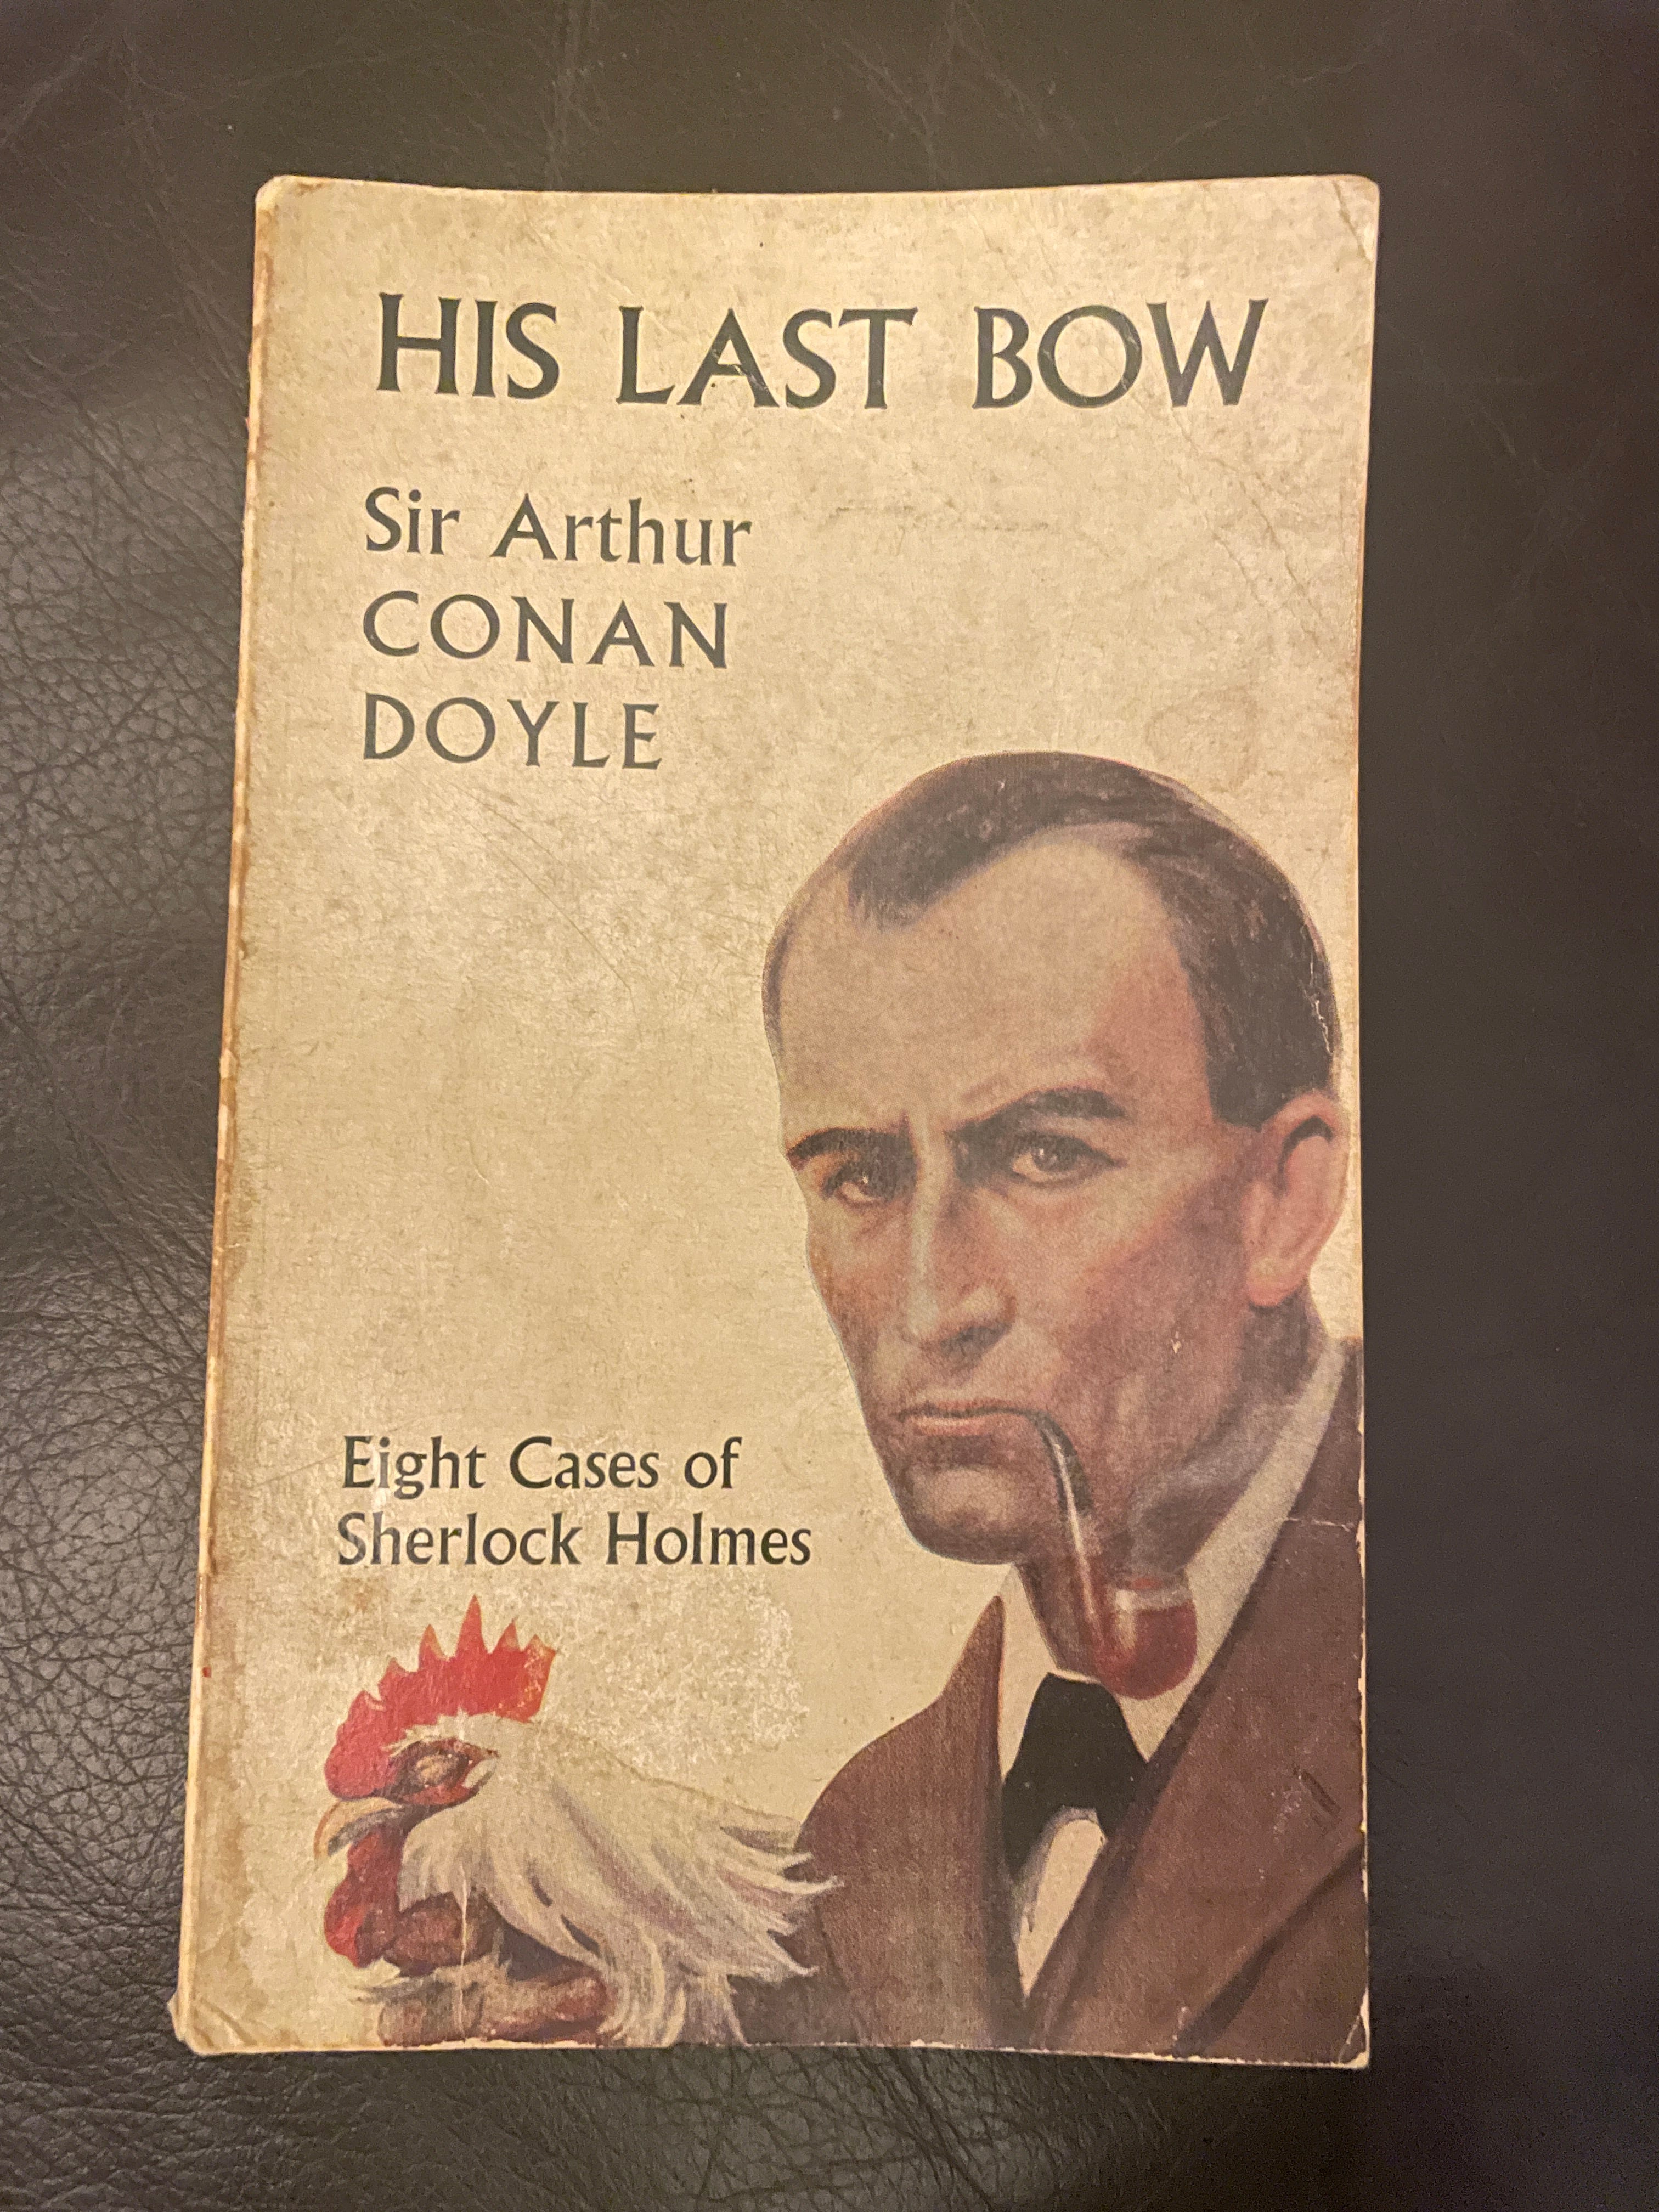 HIS LAST BOW
Sir Arthur
CONAN
DOYLE
Eight Cases of
Sherlock Holmes